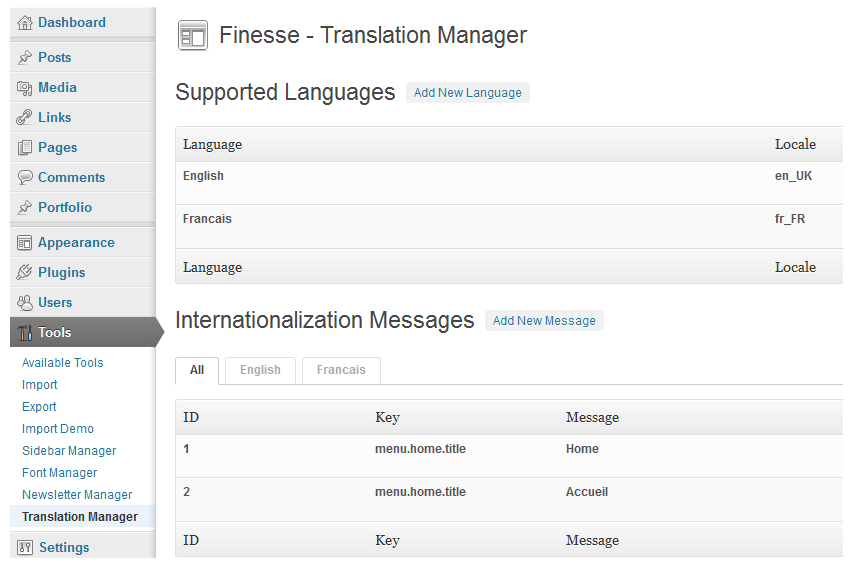 Dashboard
Posts
Media
Links
Pages
Comments
Portfolio
Appearance
Plugins
Users
Tools
Available Tools
Import
Export
Import Demo
Sidebar Manager
Font Manager
Newsletter Manager
Translation Manager
Settings
Finesse - Translation Manager
Supported Languages Add New Language
Language Locale
English en_UK
Francais fr_FR
Language Locale
Internationalization Messages Add New Message
All English Francais
ID Key Message
1 menu.home.title Home
2 menu.home.title Accueil
ID Key Message